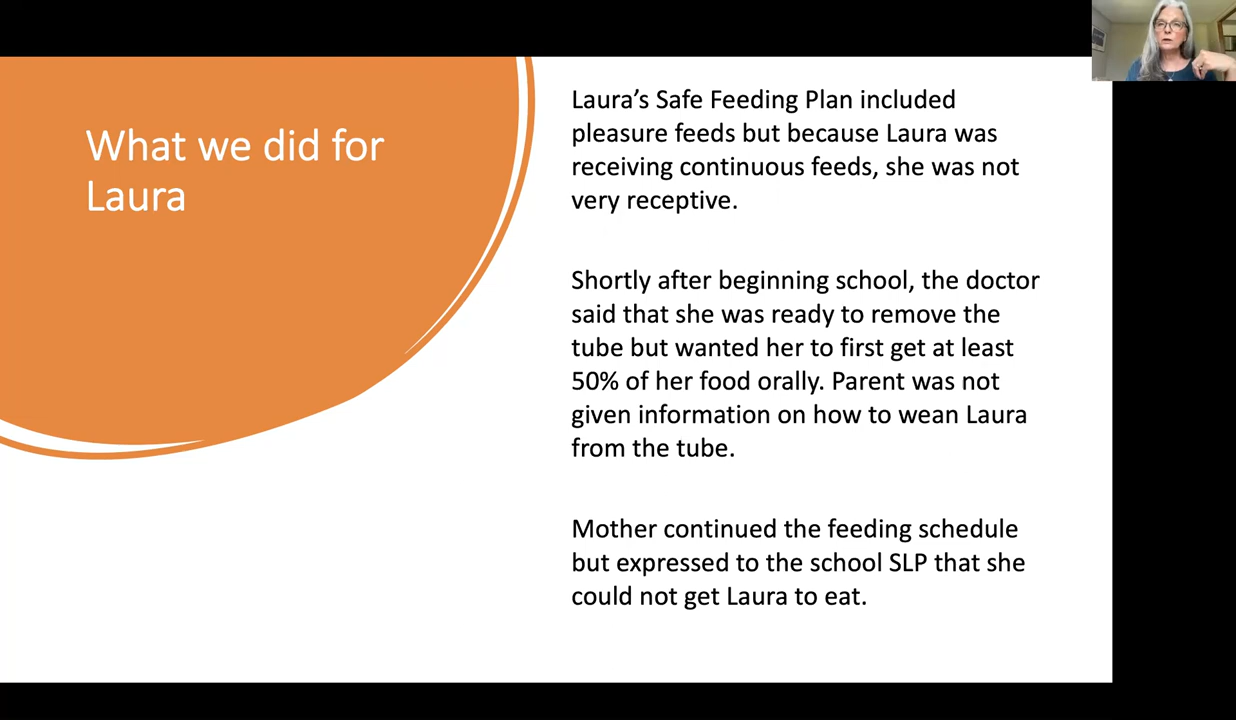 What we did for
Laura
Laura’s Safe Feeding Plan included
pleasure feeds but because Laura was
receiving continuous feeds, she was not
very receptive.
Shortly after beginning school, the doctor
said that she was ready to remove the
tube but wanted her to first get at least
50% of her food orally. Parent was not
given information on how to wean Laura
from the tube.
Mother continued the feeding schedule
but expressed to the school SLP that she
could not get Laura to eat.